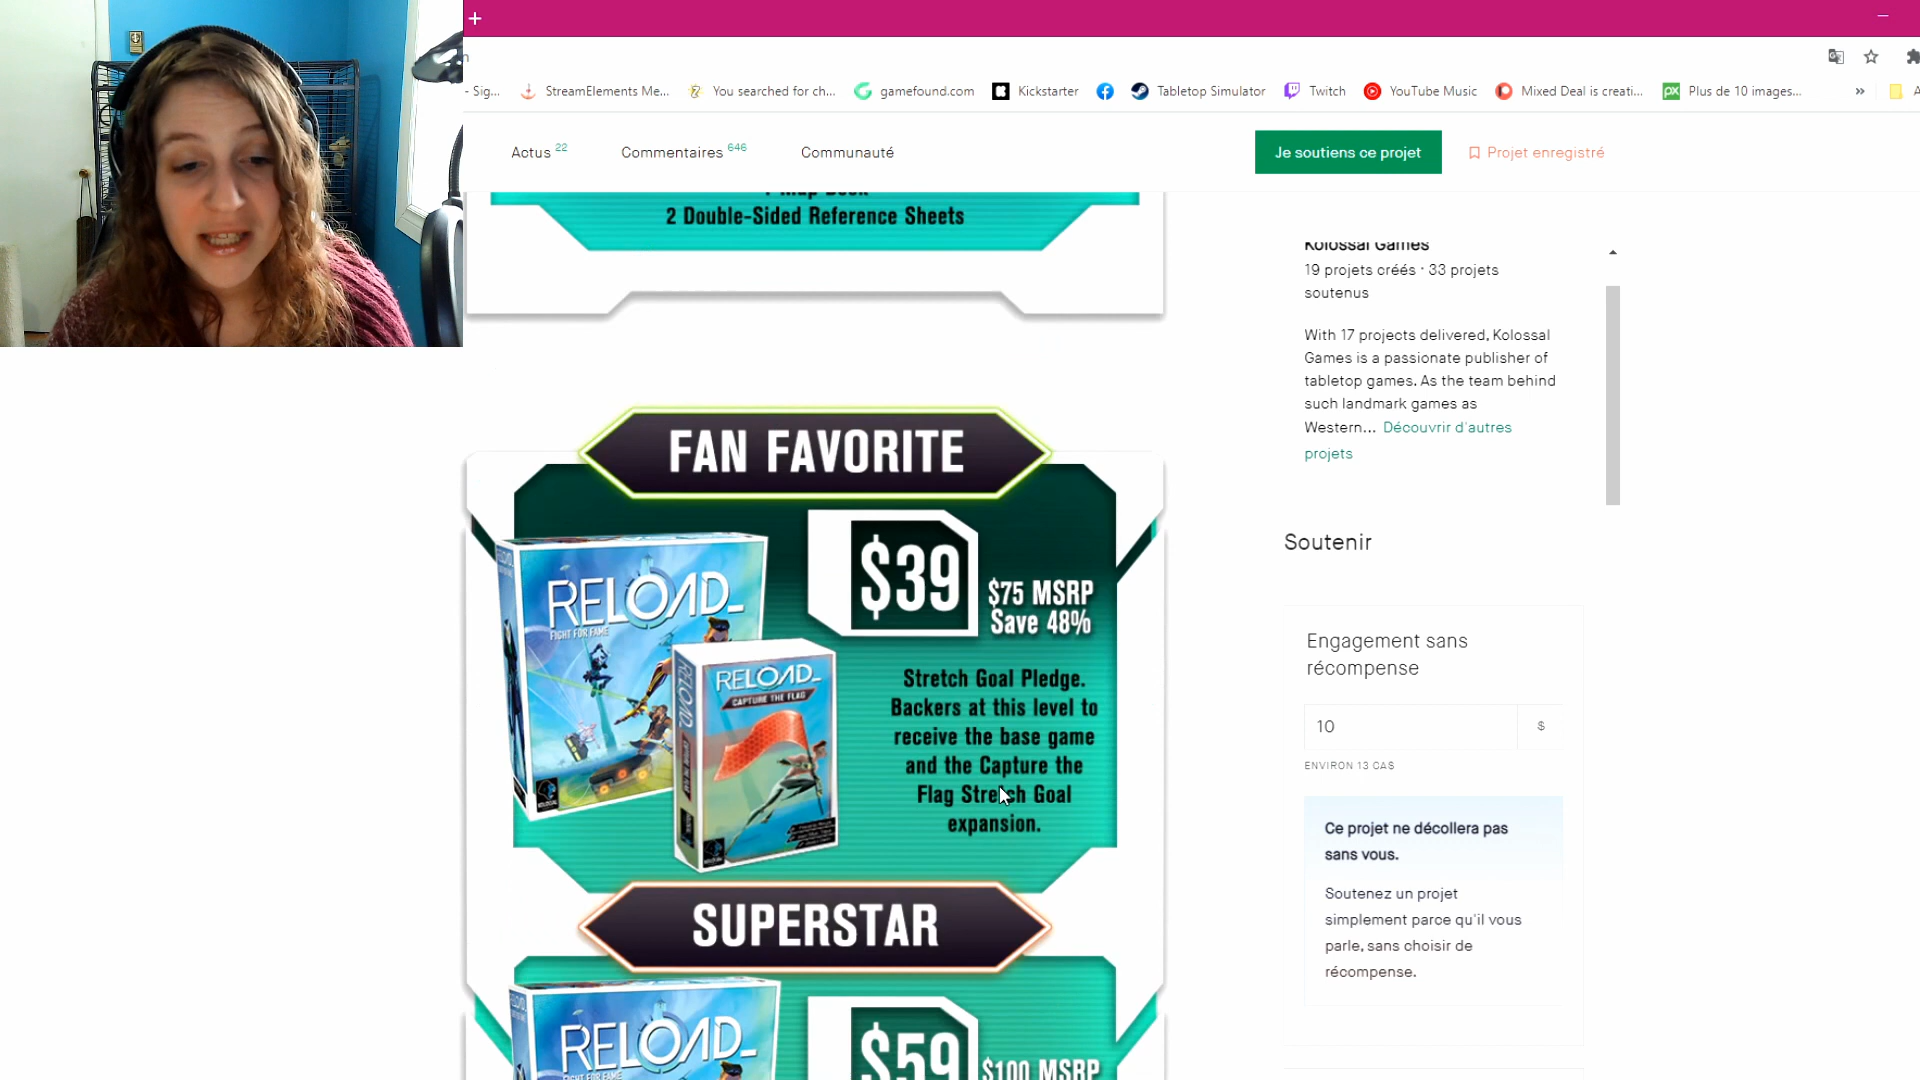 - Sig...
StreamElements Me...
You searched for ch...
gamefound.com
Kickstarter
Tabletop Simulator
Twitch
YouTube Music
Mixed Deal is creati...
Plus de 10 images...
»
Actus 22
Commentaires 646
Communauté
Je soutiens ce projet
Projet enregistré
2 Double-Sided Reference Sheets
Kolossal Games
19 projets créés · 33 projets
soutenus
With 17 projects delivered, Kolossal
Games is a passionate publisher of
tabletop games. As the team behind
such landmark games as
Western... Découvrir d'autres
projets
FAN FAVORITE
RELOAD_
FIGHT FOR FAME
RELOAD_
CAPTURE THE FLAG
RELOAD_
$39
$75 MSRP
Save 48%
Stretch Goal Pledge.
Backers at this level to
receive the base game
and the Capture the
Flag Stretch Goal
expansion.
Soutenir
Engagement sans
récompense
10 $
ENVIRON 13 CA$
Ce projet ne décollera pas
sans vous.
Soutenez un projet
simplement parce qu'il vous
parle, sans choisir de
récompense.
SUPERSTAR
RELOAD_
FIGHT FOR FAME
$59
$100 MSRP